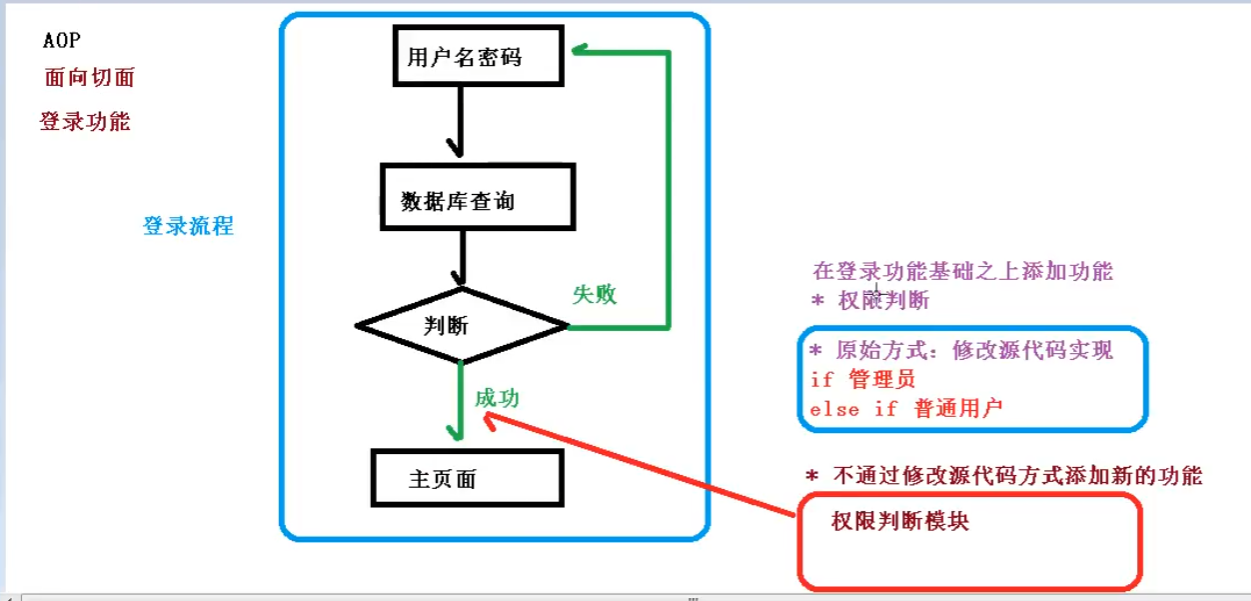 AOP
面向切面
登录功能
登录流程
用户名密码
数据库查询
判断
失败
成功
主页面
在登录功能基础之上添加功能
* 权限判断
* 原始方式：修改源代码实现
if 管理员
else if 普通用户
* 不通过修改源代码方式添加新的功能
权限判断模块